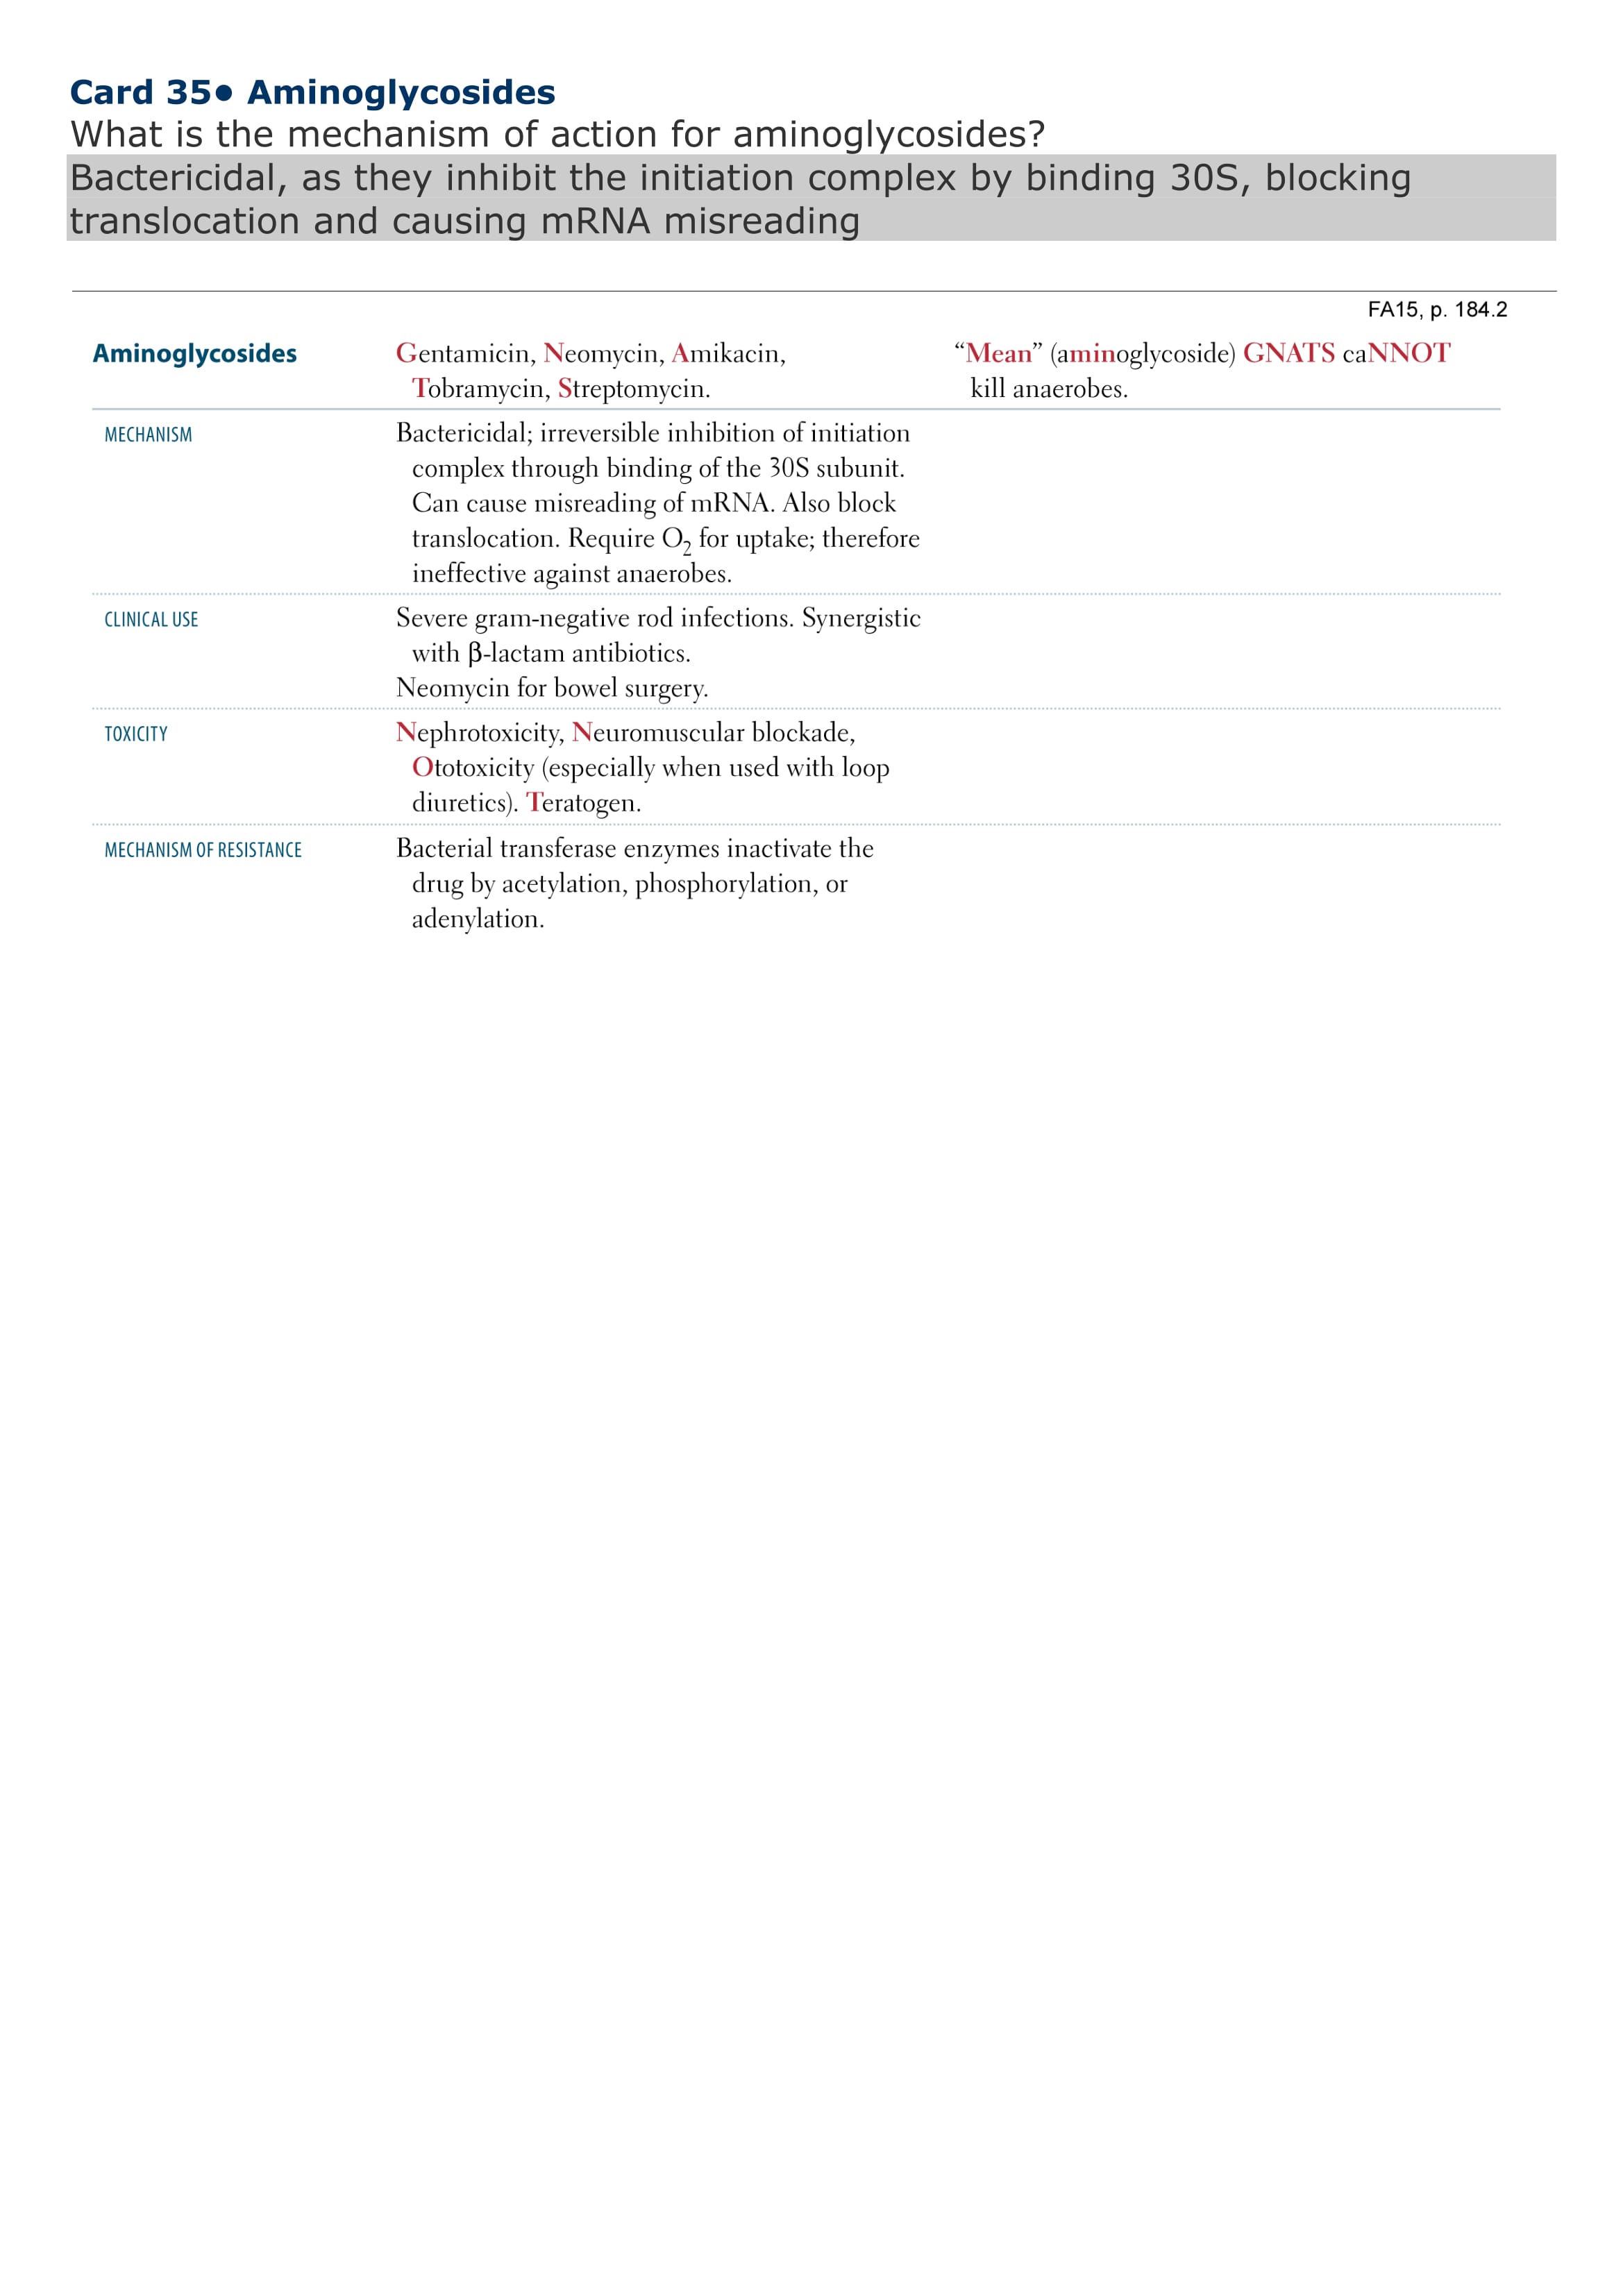 Card 35● Aminoglycosides
What is the mechanism of action for aminoglycosides?
Bactericidal, as they inhibit the initiation complex by binding 30S, blocking
translocation and causing mRNA misreading
FA15, p. 184.2
Aminoglycosides
Gentamicin, Neomycin, Amikacin,
Tobramycin, Streptomycin.
“Mean” (aminoglycoside) GNATS caNNOT
kill anaerobes.
MECHANISM
Bactericidal; irreversible inhibition of initiation
complex through binding of the 30S subunit.
Can cause misreading of mRNA. Also block
translocation. Require O₂ for uptake; therefore
ineffective against anaerobes.
CLINICAL USE
Severe gram-negative rod infections. Synergistic
with β-lactam antibiotics.
Neomycin for bowel surgery.
TOXICITY
Nephrotoxicity, Neuromuscular blockade,
Ototoxicity (especially when used with loop
diuretics). Teratogen.
MECHANISM OF RESISTANCE
Bacterial transferase enzymes inactivate the
drug by acetylation, phosphorylation, or
adenylation.